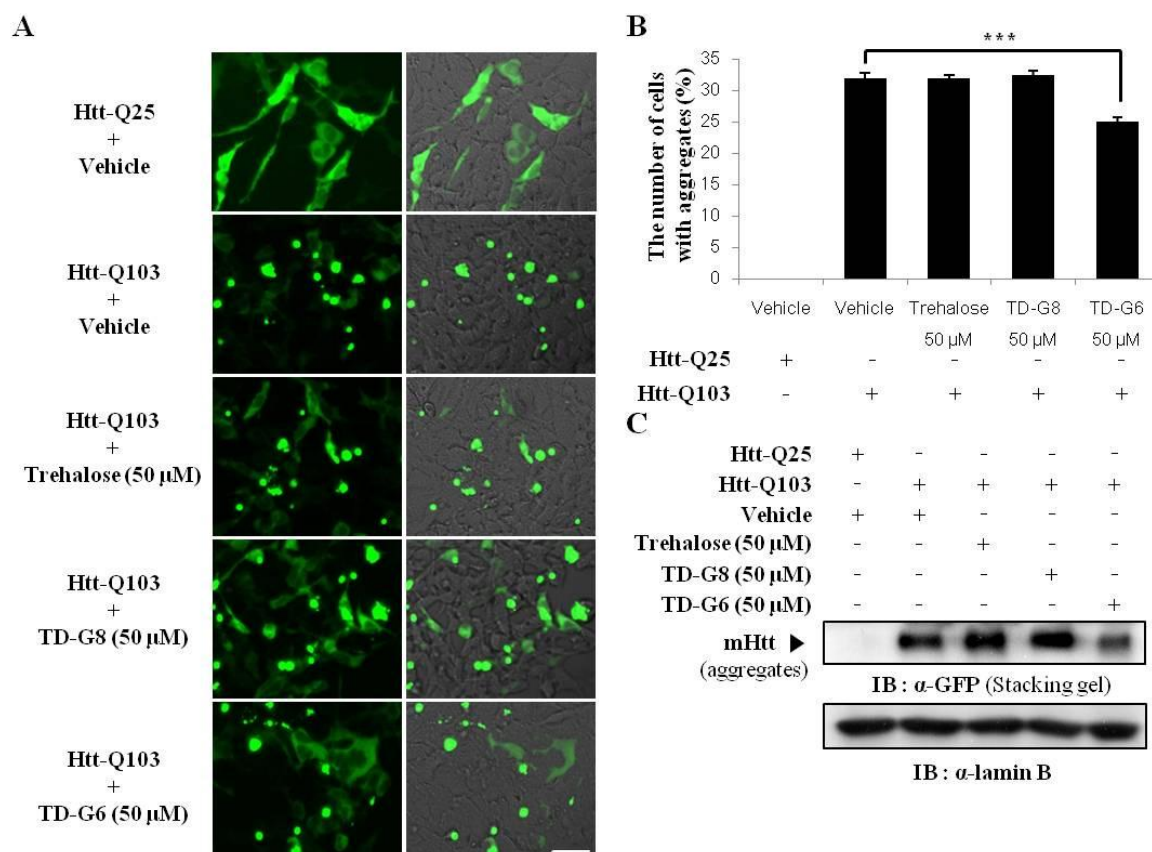 A
Htt-Q25
+
Vehicle
Htt-Q103
+
Vehicle
Htt-Q103
+
Trehalose (50 µM)
Htt-Q103
+
TD-G8 (50 µM)
Htt-Q103
+
TD-G6 (50 µM)
B
***
The number of cells
with aggregates (%)
35
30
25
20
15
10
5
0
Vehicle Vehicle Trehalose TD-G8 TD-G6
50 µM 50 µM 50 µM
Htt-Q25 + - - - -
Htt-Q103 - + + + +
C
Htt-Q25 + - - - -
Htt-Q103 - + + + +
Vehicle + + - - -
Trehalose (50 µM) - - + - -
TD-G8 (50 µM) - - - + -
TD-G6 (50 µM) - - - - +
mHtt ►
(aggregates)
IB : α-GFP (Stacking gel)
IB : α-lamin B